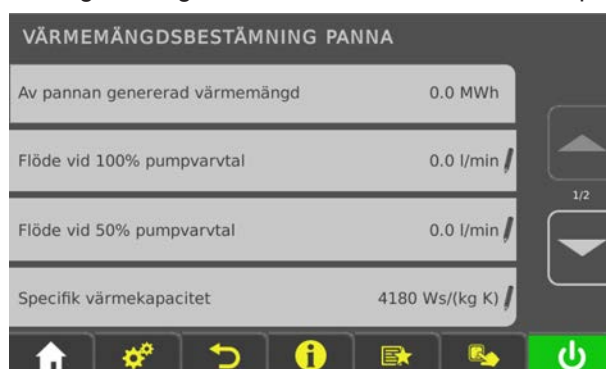 VÄRMEMÄNGDSBESTÄMNING PANNA
Av pannan genererad värmemängd 0.0 MWh
Flöde vid 100% pumpvarvtal 0.0 l/min
1/2
Flöde vid 50% pumpvarvtal 0.0 l/min
Specifik värmekapacitet 4180 Ws/(kg K)